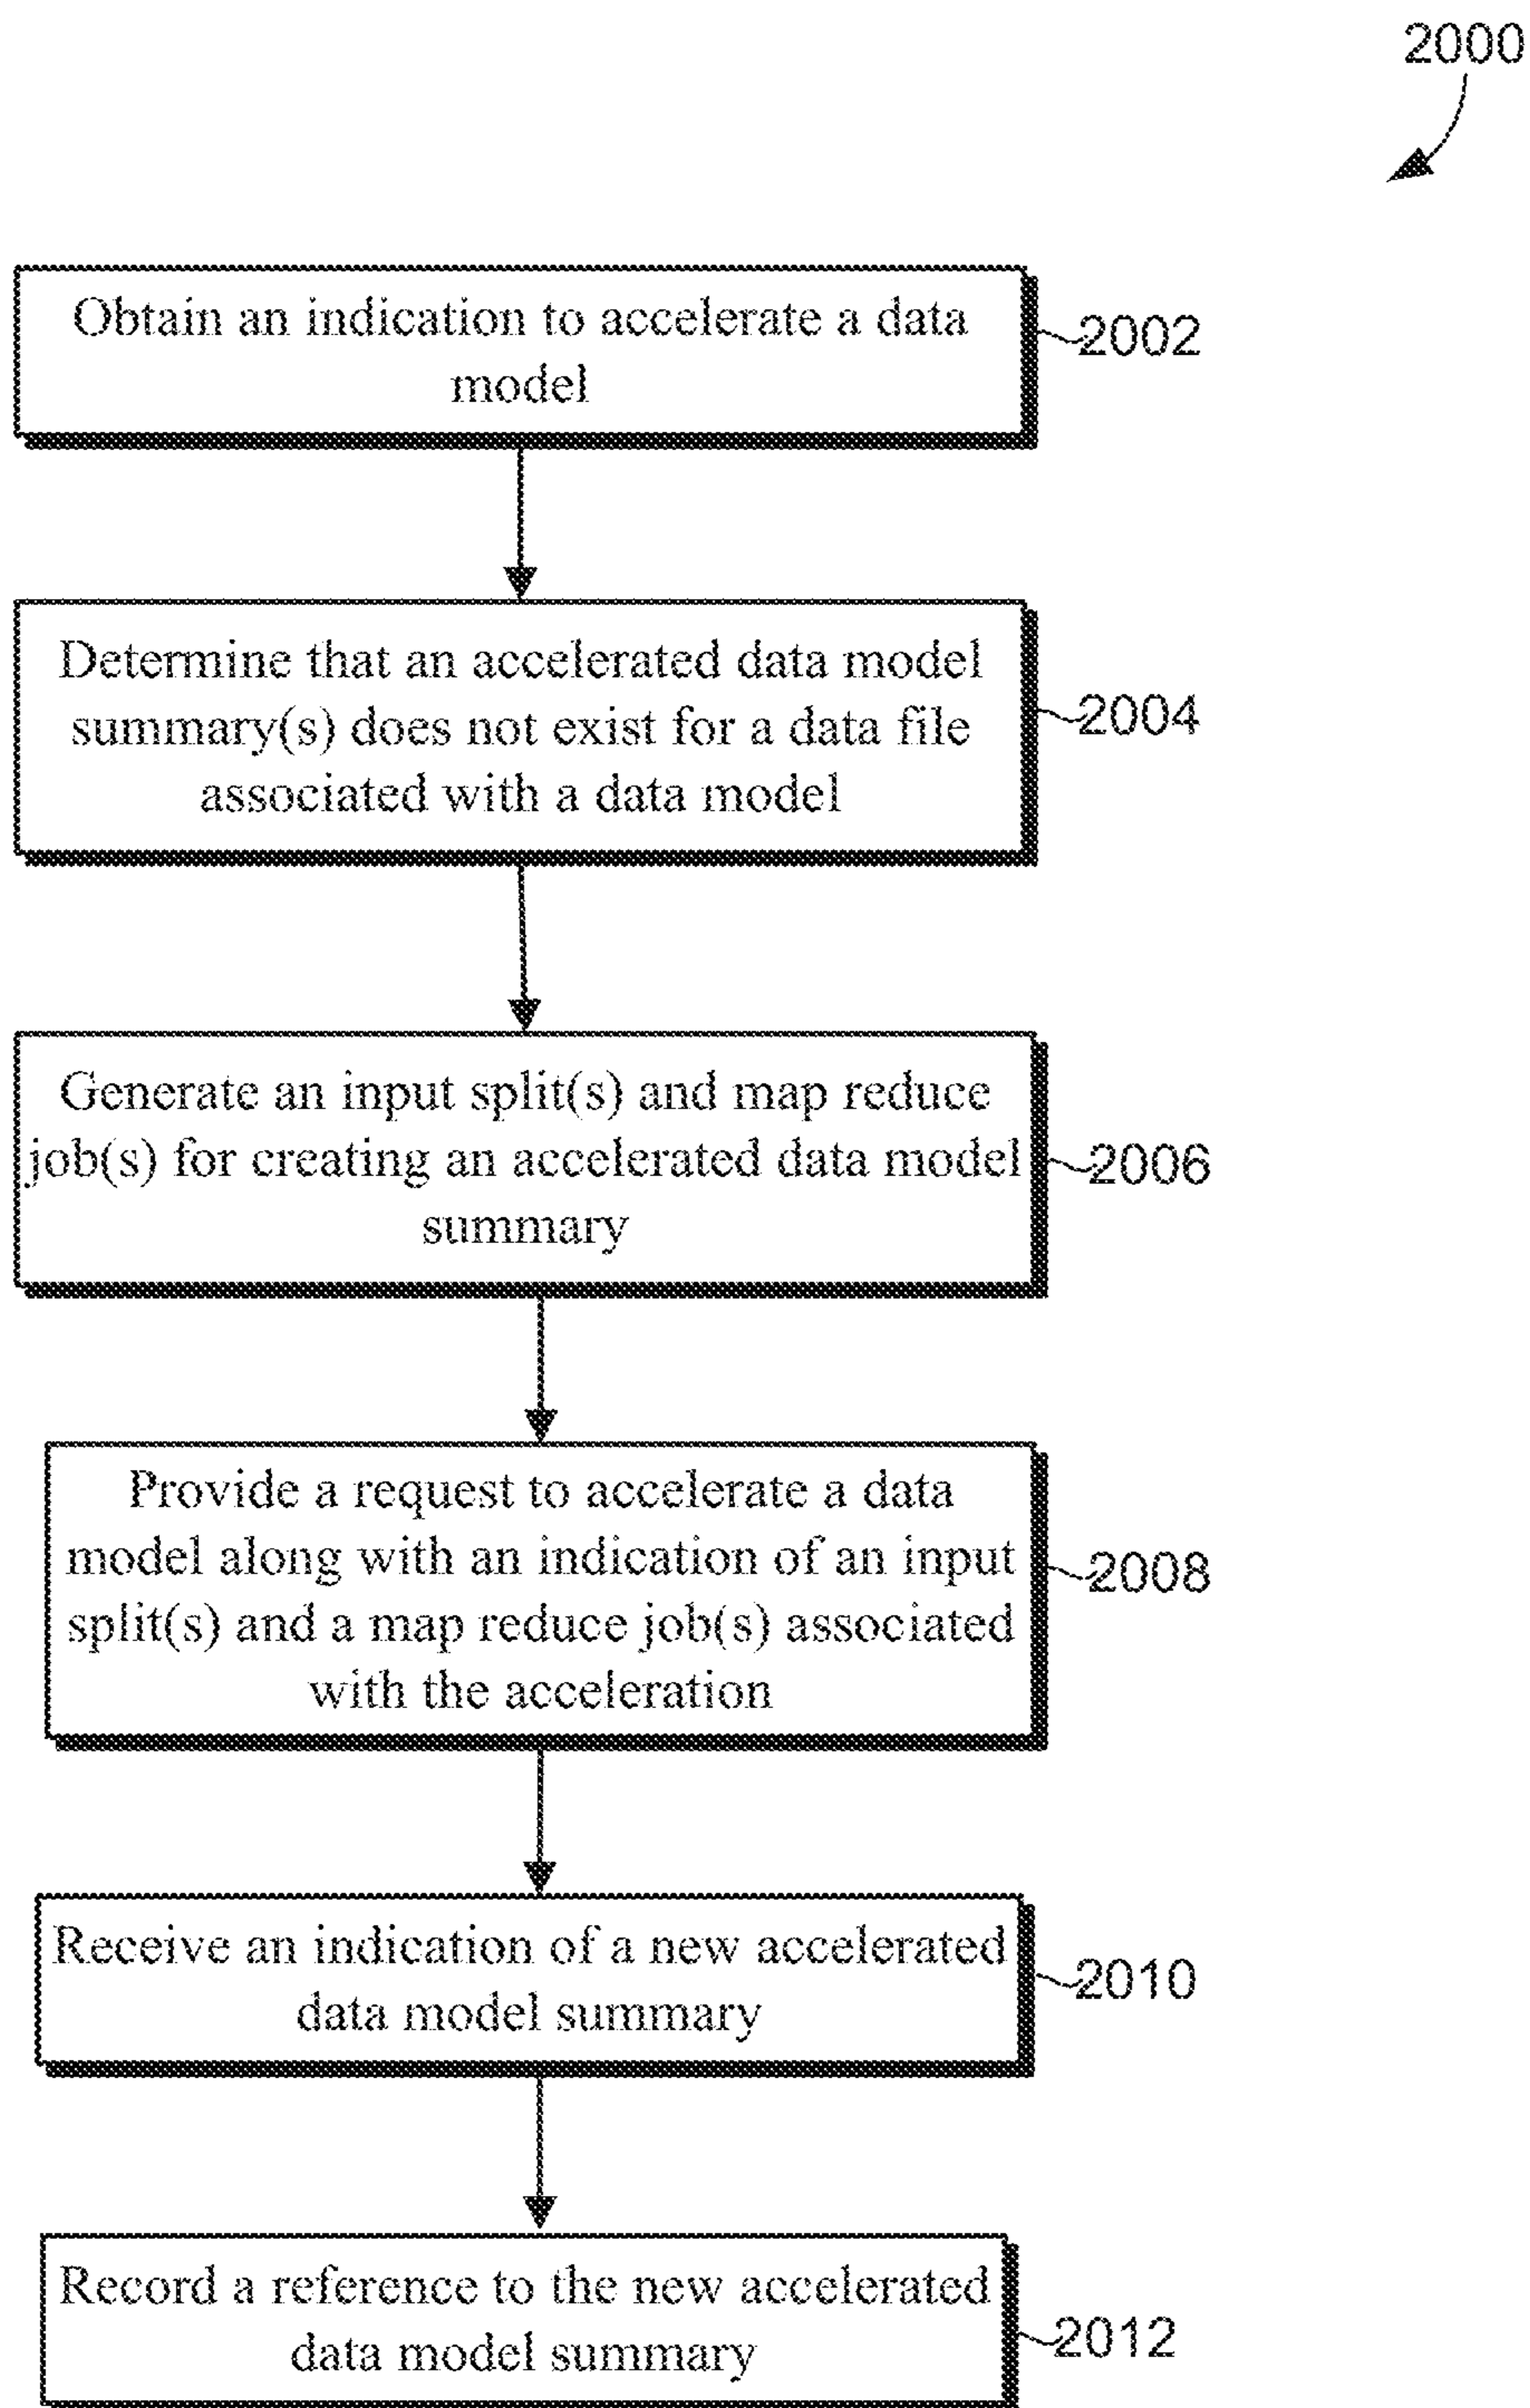 2000
Obtain an indication to accelerate a data
model
2002
Determine that an accelerated data model
summary(s) does not exist for a data file
associated with a data model
2004
Generate an input split(s) and map reduce
job(s) for creating an accelerated data model
summary
2006
Provide a request to accelerate a data
model along with an indication of an input
split(s) and a map reduce job(s) associated
with the acceleration
2008
Receive an indication of a new accelerated
data model summary
2010
Record a reference to the new accelerated
data model summary
2012